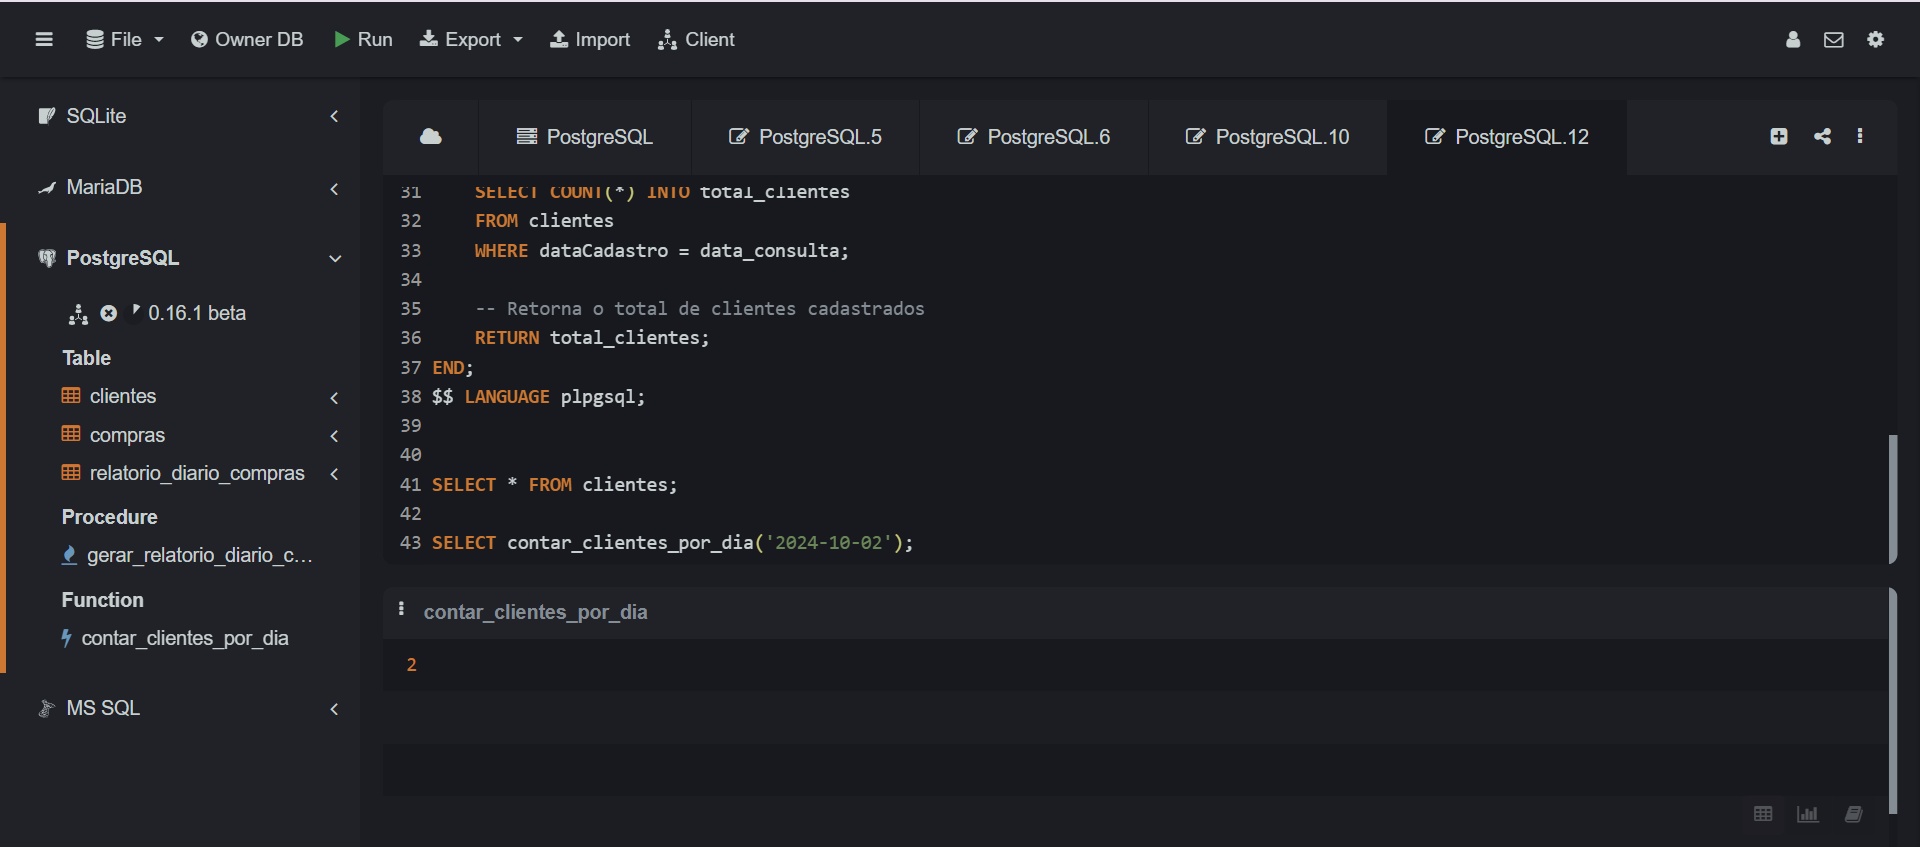 File Owner DB Run Export Import Client
SQLite
MariaDB
PostgreSQL
0.16.1 beta
Table
clientes
compras
relatorio_diario_compras
Procedure
gerar_relatorio_diario_c...
Function
contar_clientes_por_dia
MS SQL
PostgreSQL PostgreSQL.5 PostgreSQL.6 PostgreSQL.10 PostgreSQL.12
31 SELECT COUNT(*) INTO total_clientes
32 FROM clientes
33 WHERE dataCadastro = data_consulta;
34
35 -- Retorna o total de clientes cadastrados
36 RETURN total_clientes;
37 END;
38 $$ LANGUAGE plpgsql;
39
40
41 SELECT * FROM clientes;
42
43 SELECT contar_clientes_por_dia('2024-10-02');
contar_clientes_por_dia
2